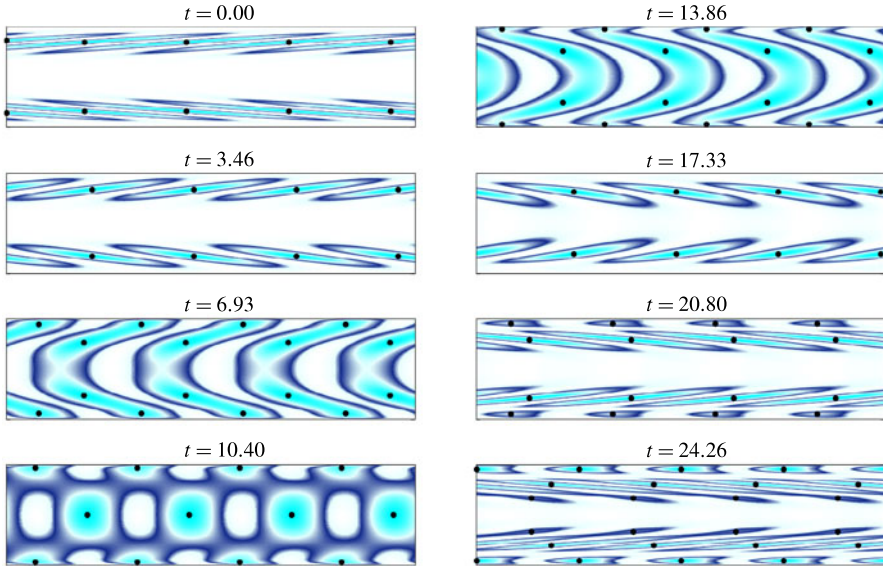 t = 0.00
t = 3.46
t = 6.93
t = 10.40
t = 13.86
t = 17.33
t = 20.80
t = 24.26